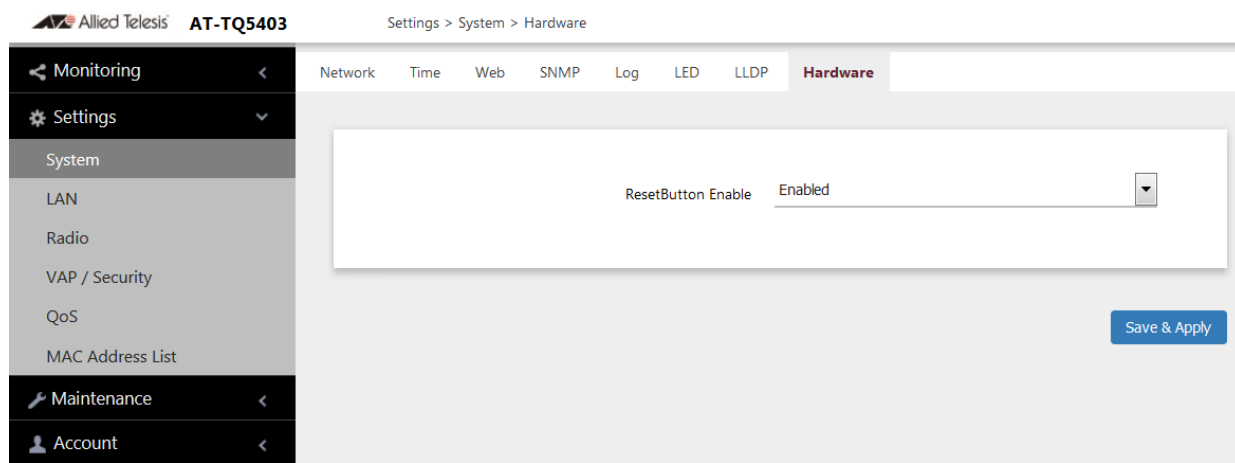 Allied Telesis AT-TQ5403 Settings > System > Hardware
Monitoring
Network Time Web SNMP Log LED LLDP Hardware
Settings
System
LAN
Radio
VAP / Security
QoS
MAC Address List
Maintenance
Account
ResetButton Enable Enabled
Save & Apply